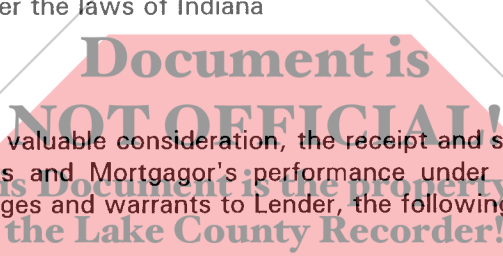 er the laws of Indiana
Document is
NOT OFFICIAL!
valuable consideration, the receipt and s
s and Mortgagor's performance under
is Document is the property
ges and warrants to Lender, the following
the Lake County Recorder!